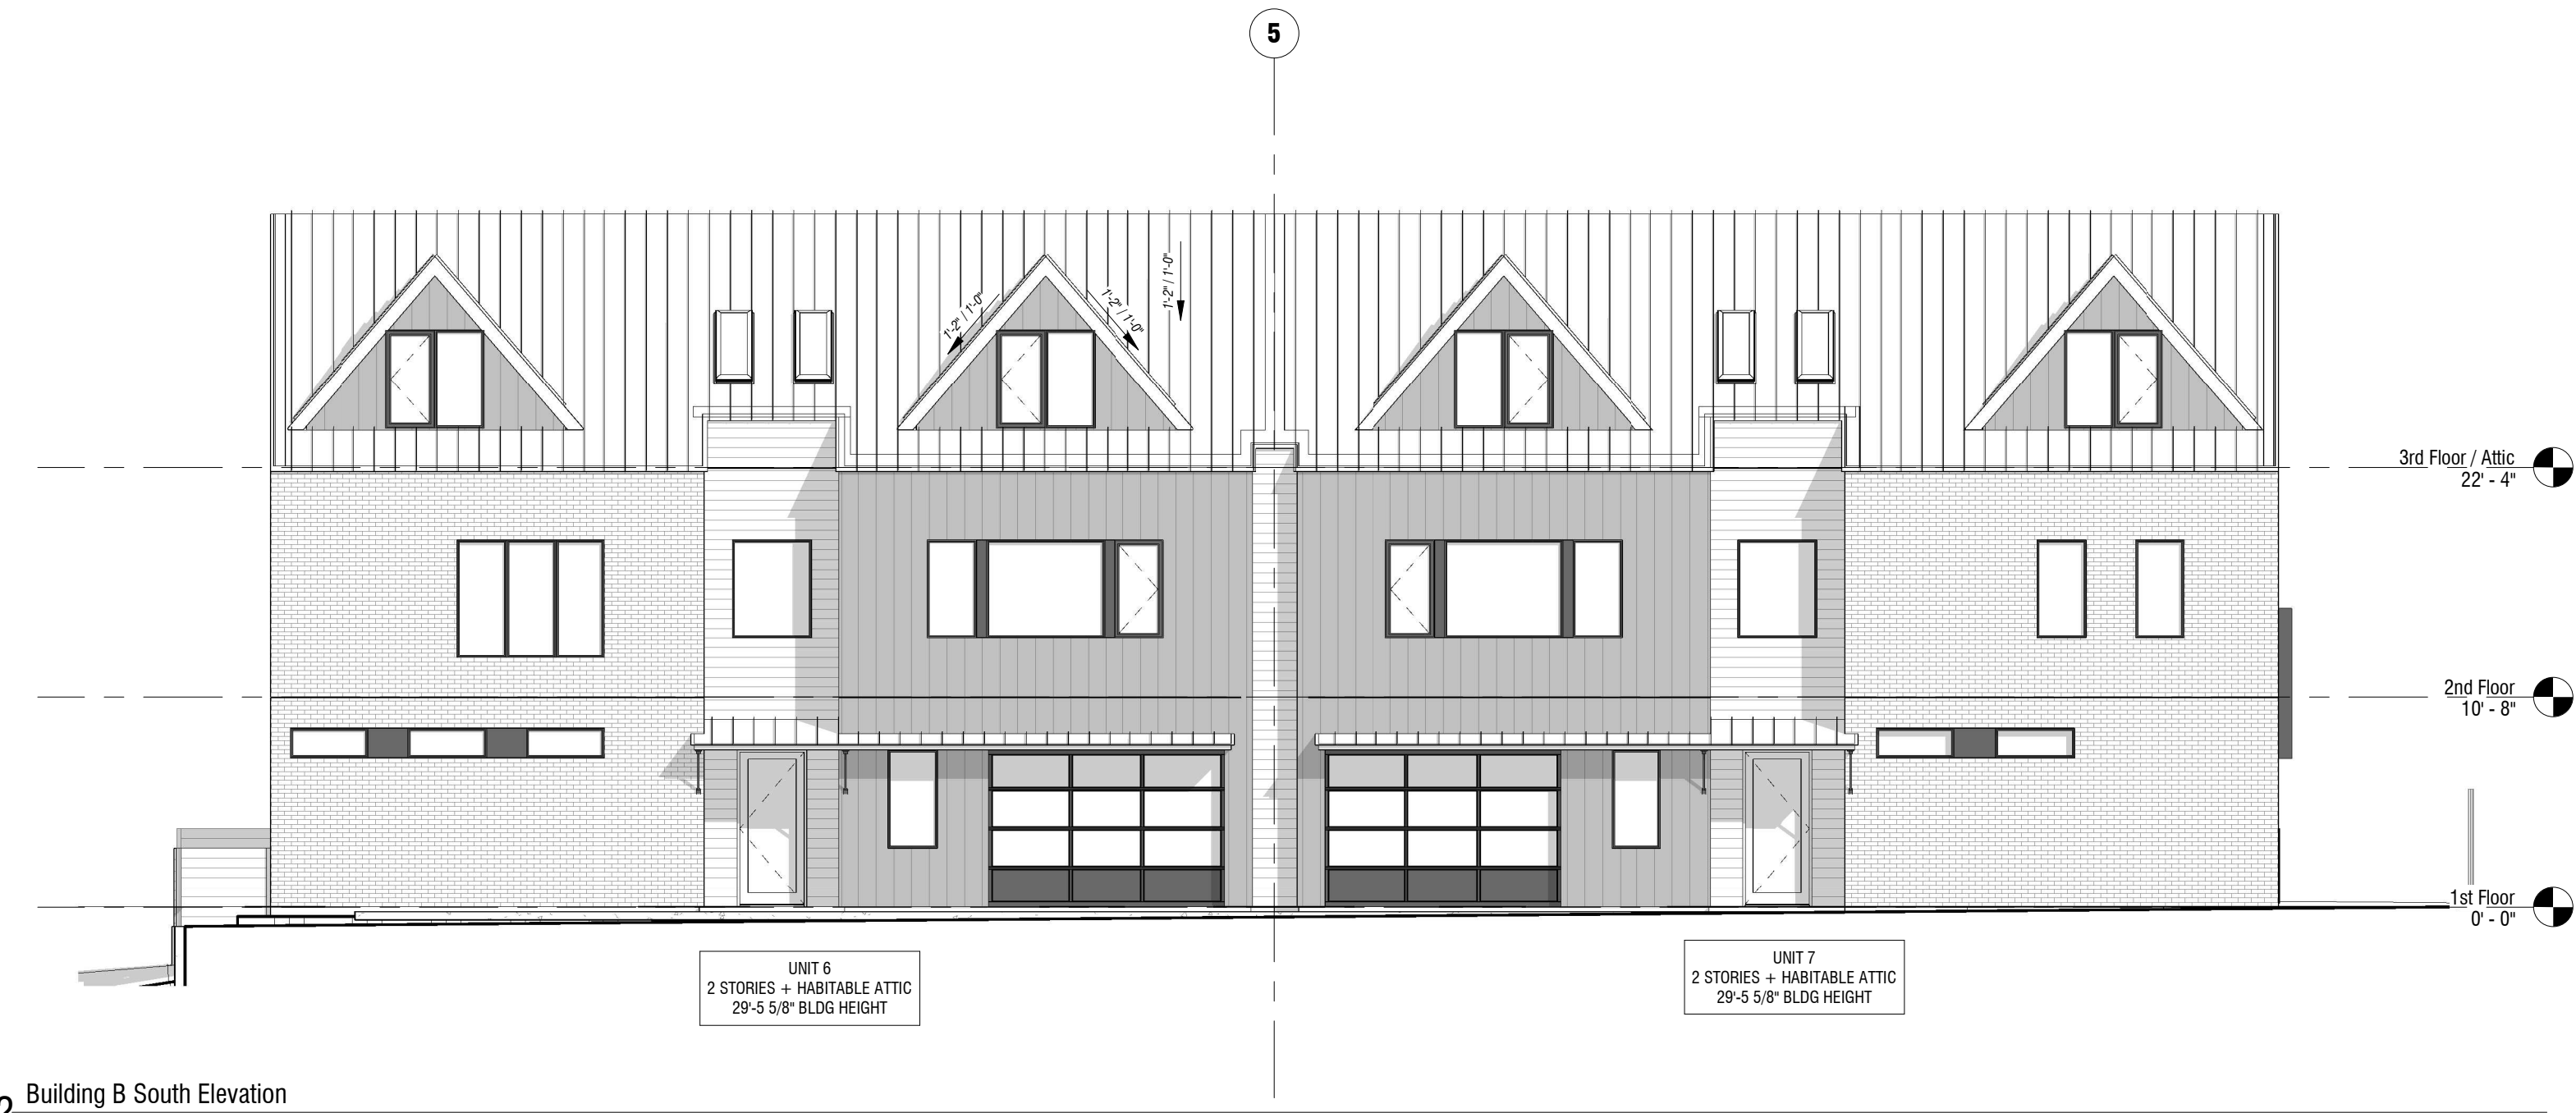 5
1'-2" / 1'-0"
1'-2" / 1'-0"
1'-2" / 1'-0"
3rd Floor / Attic
22' - 4"
2nd Floor
10' - 8"
1st Floor
0' - 0"
UNIT 6
2 STORIES + HABITABLE ATTIC
29'-5 5/8" BLDG HEIGHT
UNIT 7
2 STORIES + HABITABLE ATTIC
29'-5 5/8" BLDG HEIGHT
2 Building B South Elevation